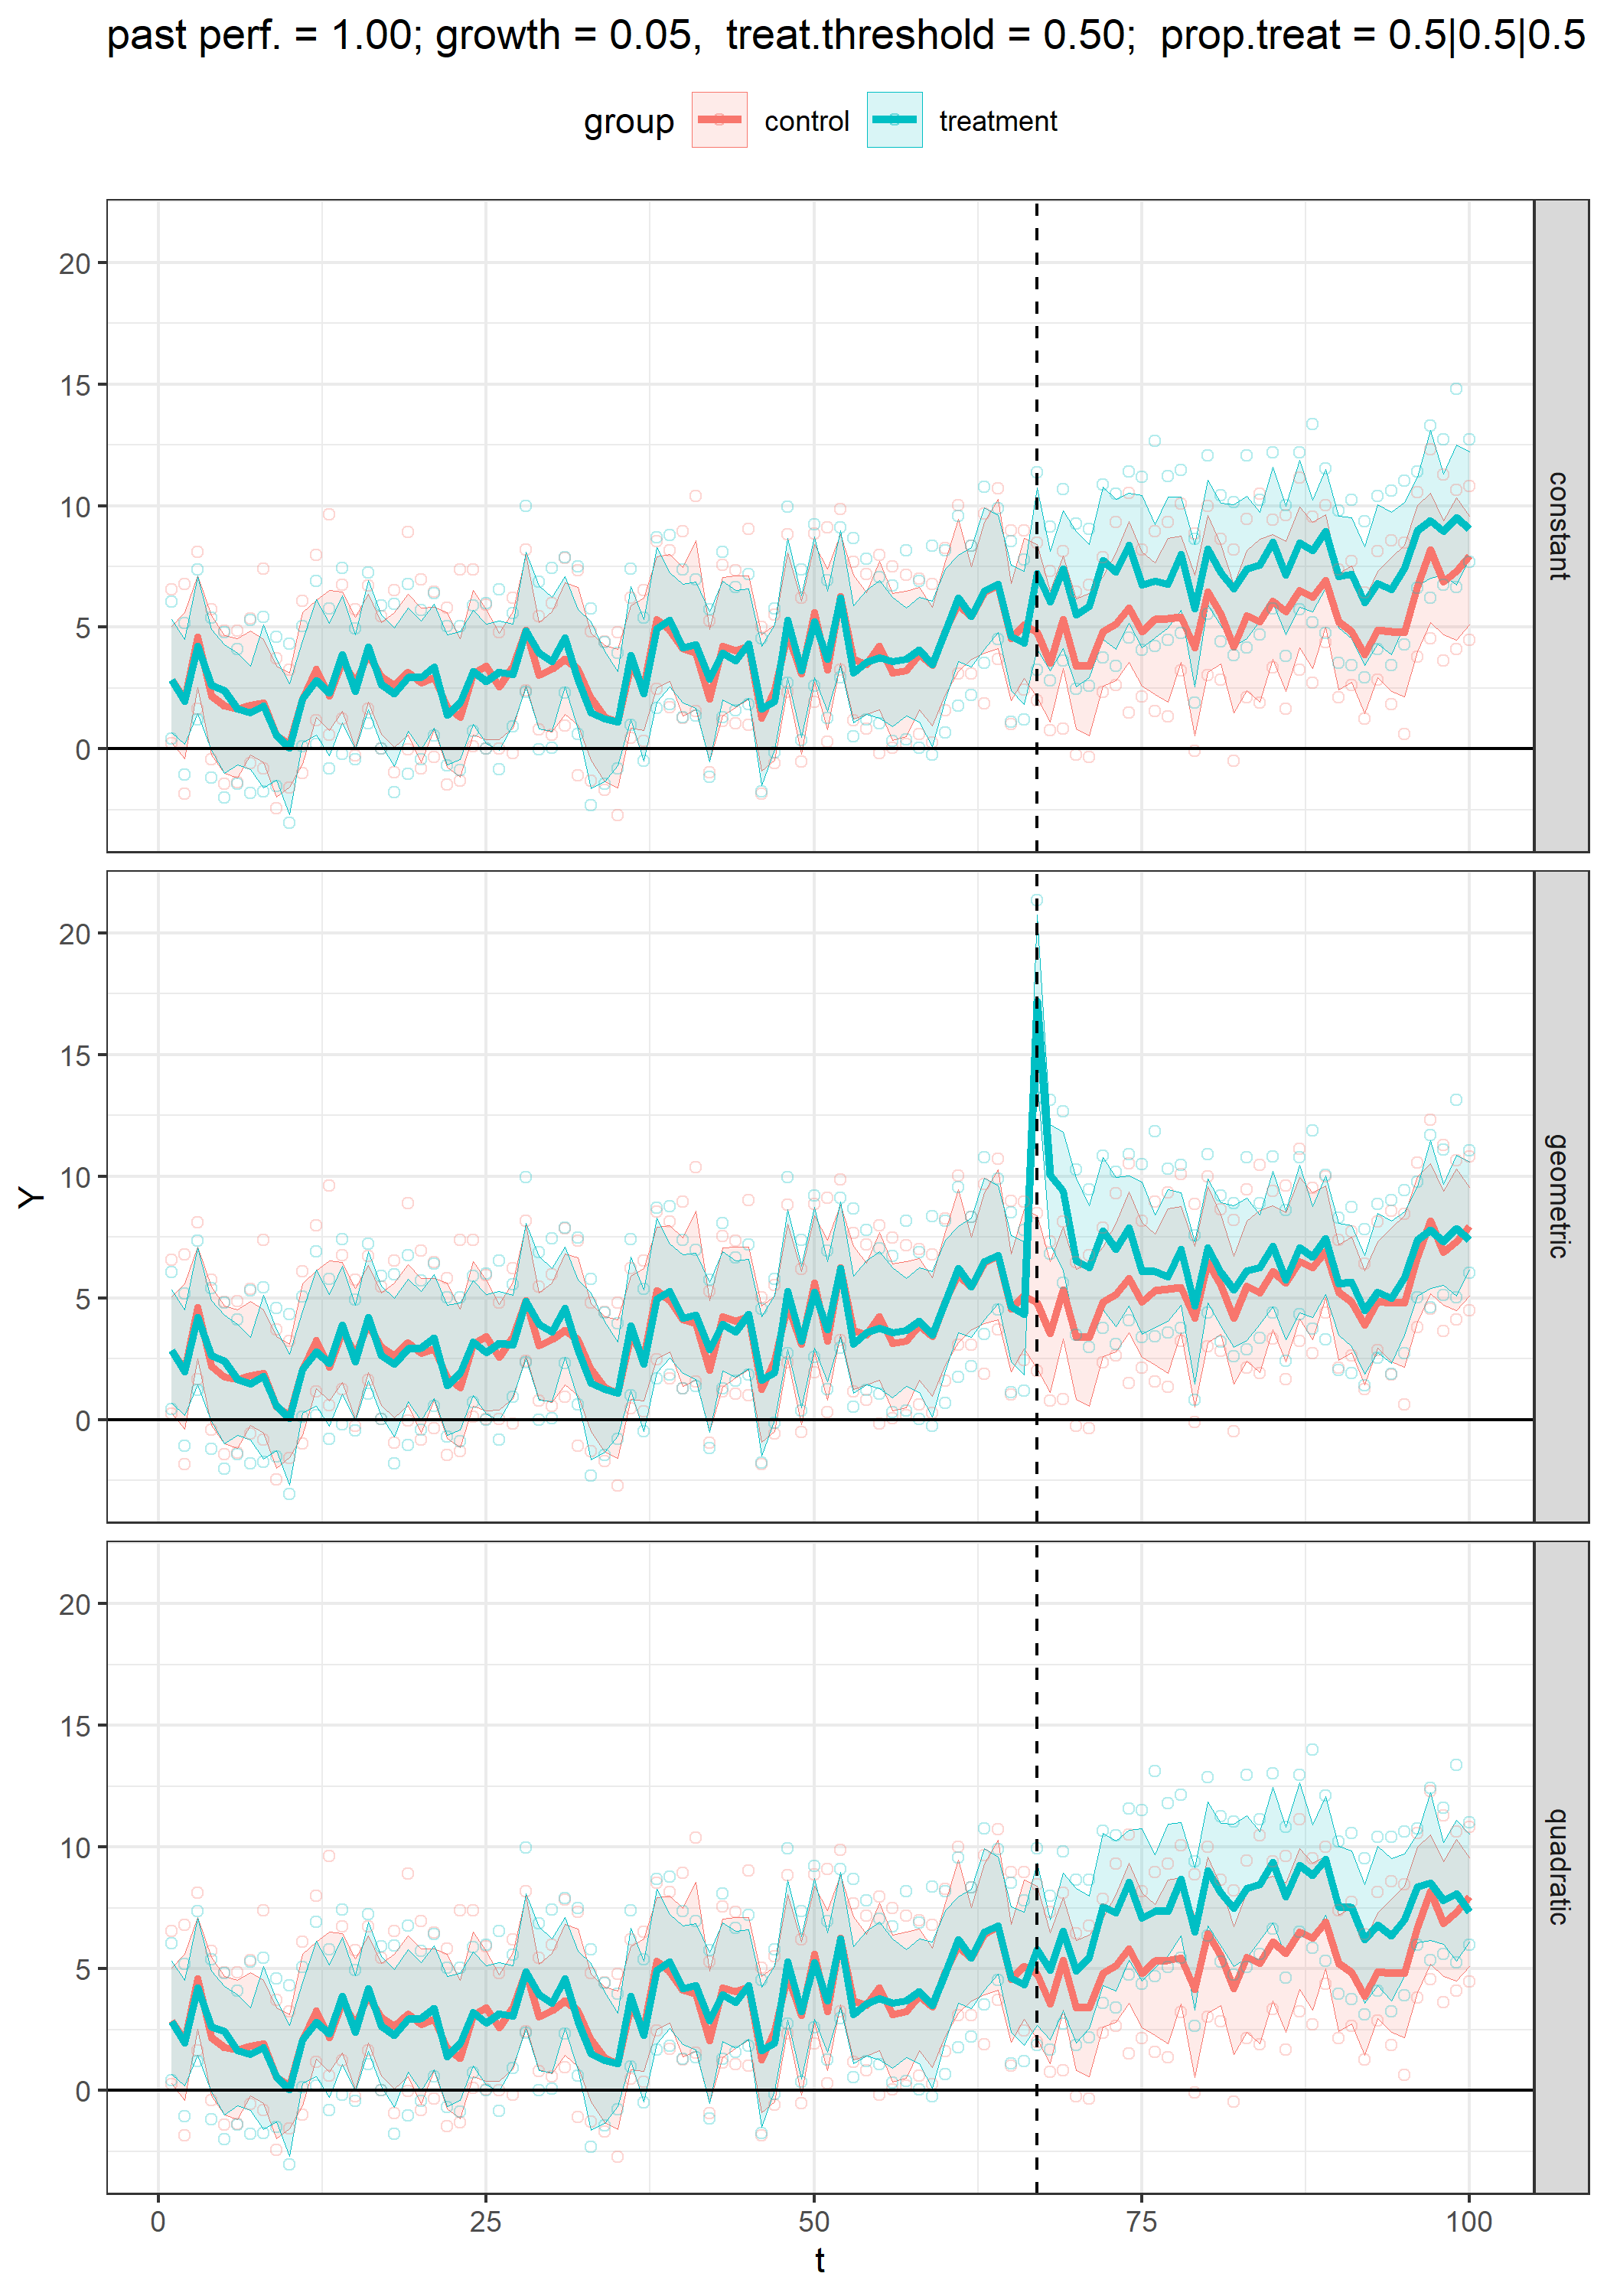 past perf. = 1.00; growth = 0.05,  treat.threshold = 0.50;  prop.treat = 0.5|0.5|0.5
group control treatment
20
15
10
5
0
constant
20
15
10
5
0
geometric
Y
20
15
10
5
0
quadratic
0 25 50 75 100
t